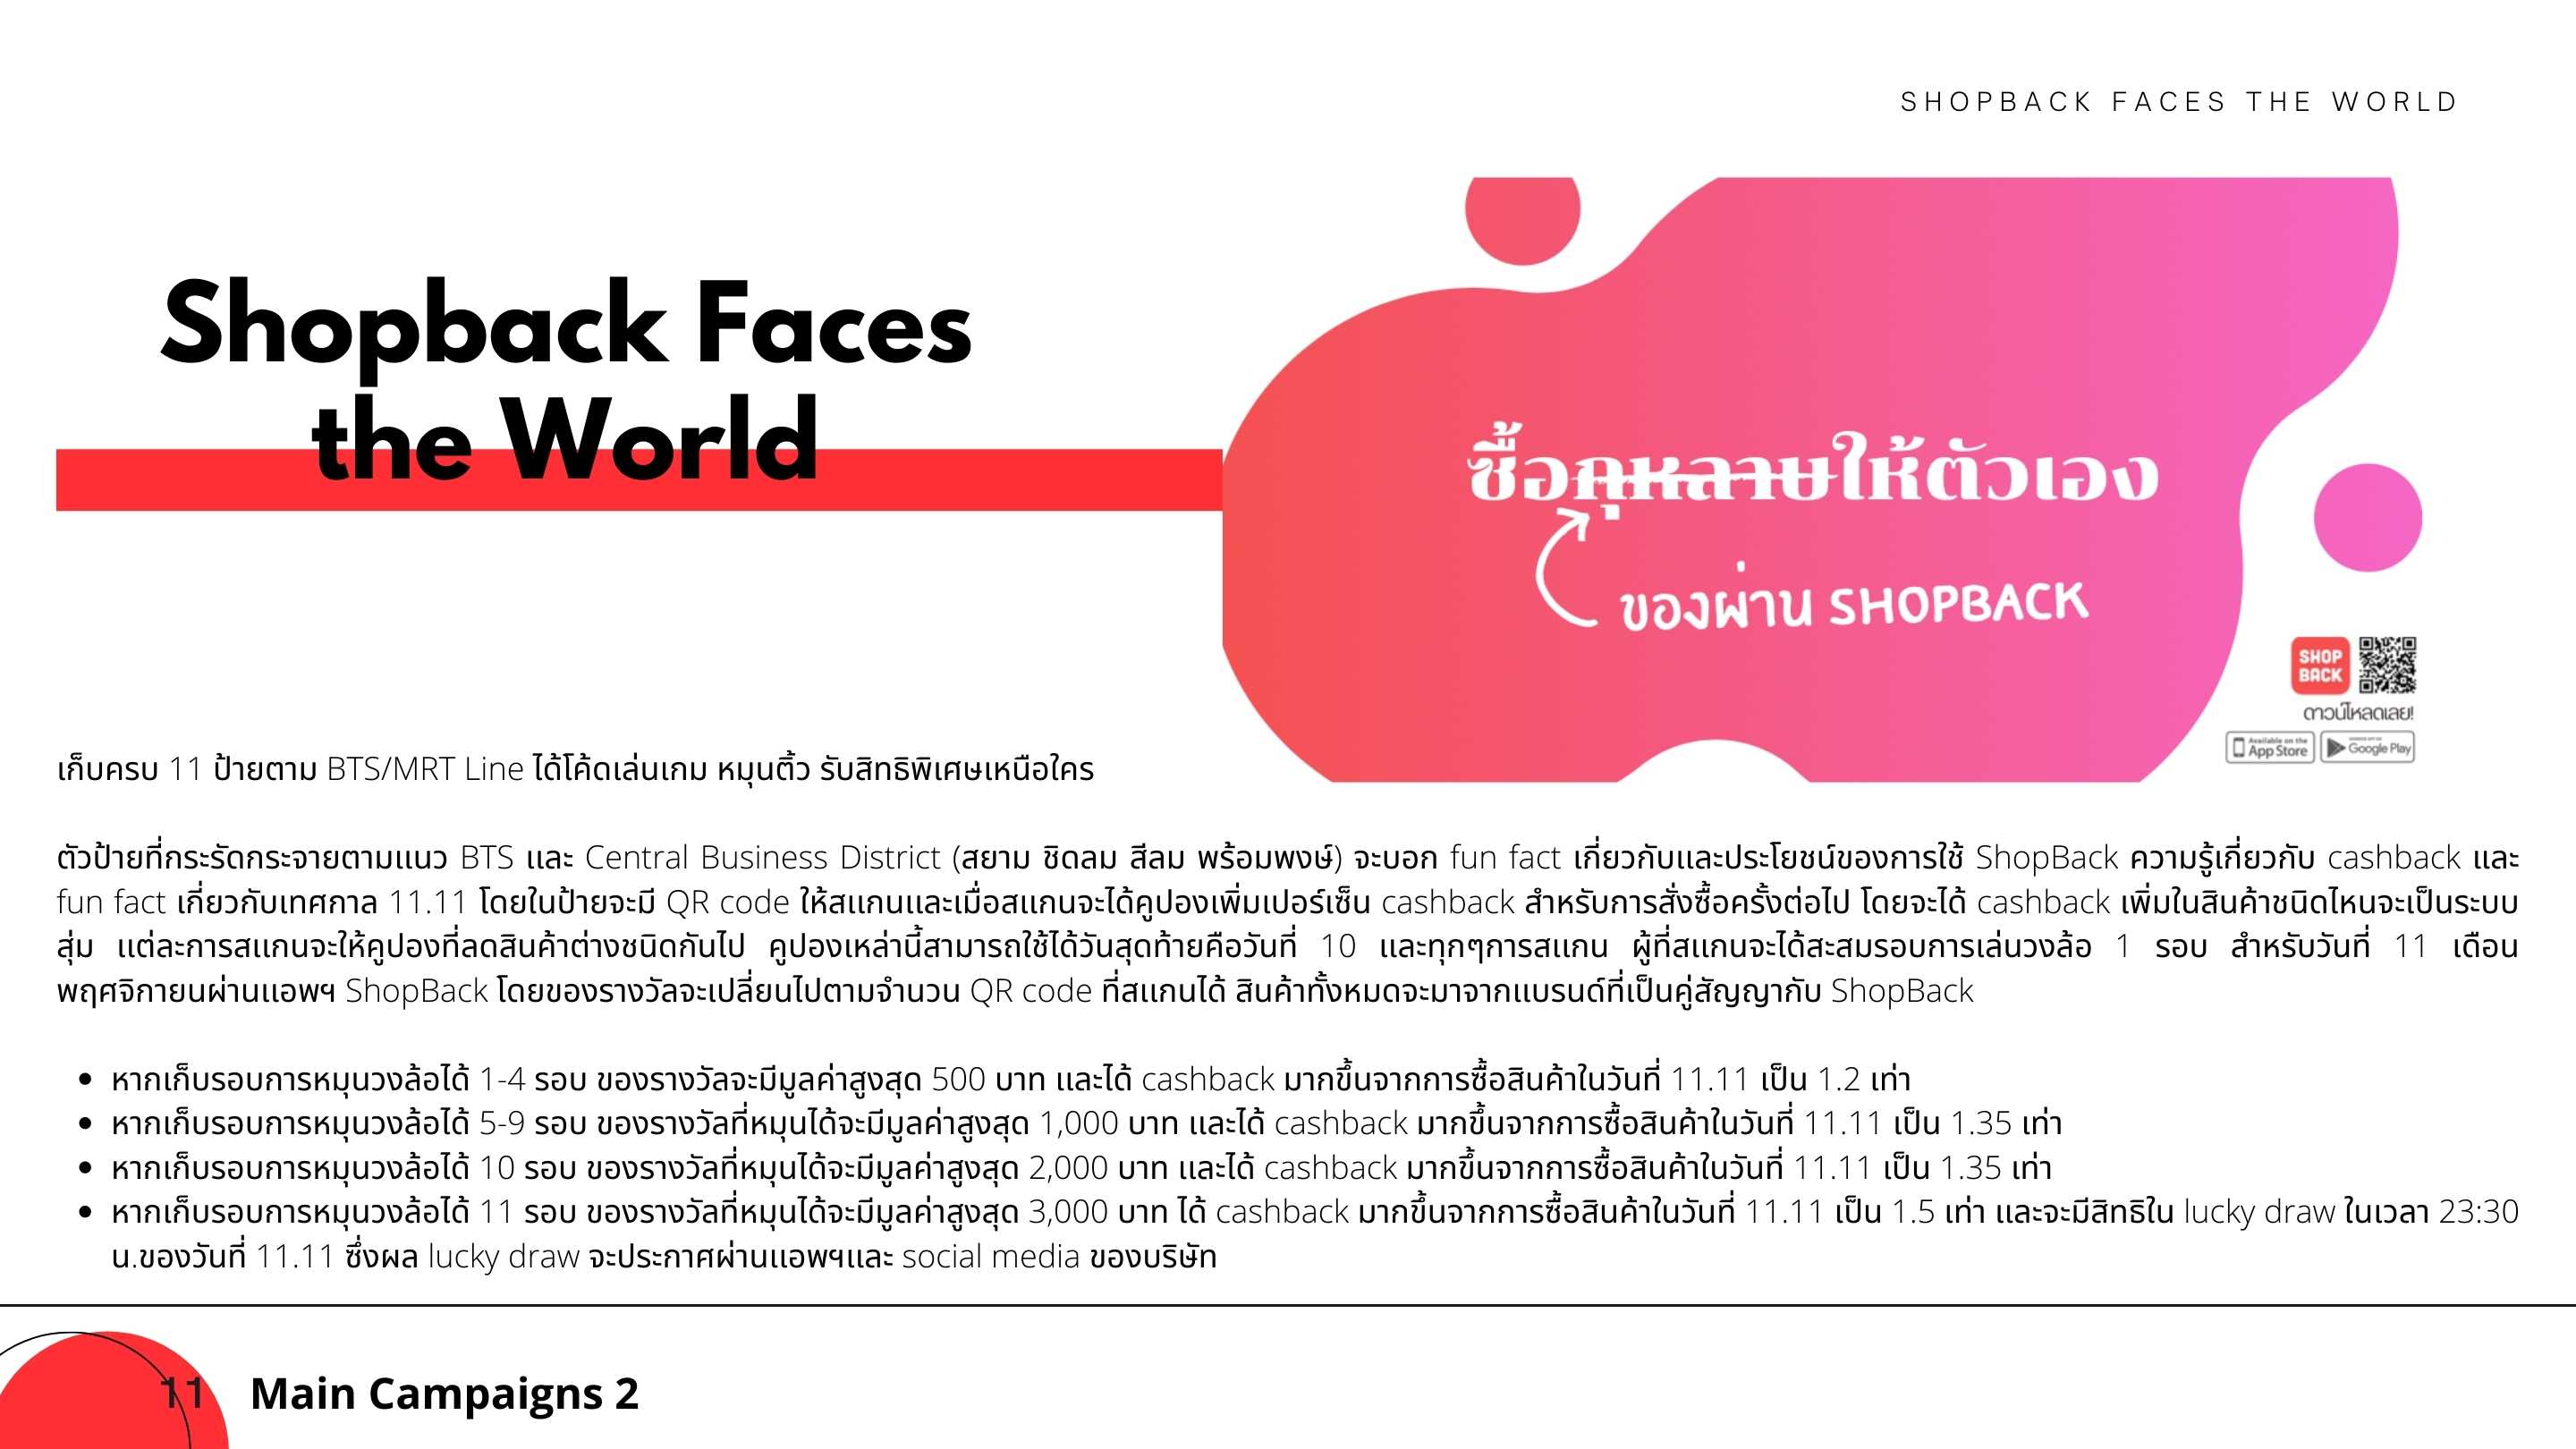 SHOPBACK FACES THE WORLD
Shopback Faces
the World
ซื้อกุหลาบให้ตัวเอง
ของผ่าน SHOPBACK
SHOP
BACK
ดาวน์โหลดเลย!
Available on the
App Store
Google Play
เก็บครบ 11 ป้ายตาม BTS/MRT Line ได้โค้ดเล่นเกม หมุนติ้ว รับสิทธิพิเศษเหนือใคร
ตัวป้ายที่กระรัดกระจายตามแนว BTS และ Central Business District (สยาม ชิดลม สีลม พร้อมพงษ์) จะบอก fun fact เกี่ยวกับและประโยชน์ของการใช้ ShopBack ความรู้เกี่ยวกับ cashback และ
fun fact เกี่ยวกับเทศกาล 11.11 โดยในป้ายจะมี QR code ให้สแกนและเมื่อสแกนจะได้คูปองเพิ่มเปอร์เซ็น cashback สำหรับการสั่งซื้อครั้งต่อไป โดยจะได้ cashback เพิ่มในสินค้าชนิดไหนจะเป็นระบบ
สุ่ม แต่ละการสแกนจะให้คูปองที่ลดสินค้าต่างชนิดกันไป คูปองเหล่านี้สามารถใช้ได้วันสุดท้ายคือวันที่ 10 และทุกๆการสแกน ผู้ที่สแกนจะได้สะสมรอบการเล่นวงล้อ 1 รอบ สำหรับวันที่ 11 เดือน
พฤศจิกายนผ่านแอพฯ ShopBack โดยของรางวัลจะเปลี่ยนไปตามจำนวน QR code ที่สแกนได้ สินค้าทั้งหมดจะมาจากแบรนด์ที่เป็นคู่สัญญากับ ShopBack
• หากเก็บรอบการหมุนวงล้อได้ 1-4 รอบ ของรางวัลจะมีมูลค่าสูงสุด 500 บาท และได้ cashback มากขึ้นจากการซื้อสินค้าในวันที่ 11.11 เป็น 1.2 เท่า
• หากเก็บรอบการหมุนวงล้อได้ 5-9 รอบ ของรางวัลที่หมุนได้จะมีมูลค่าสูงสุด 1,000 บาท และได้ cashback มากขึ้นจากการซื้อสินค้าในวันที่ 11.11 เป็น 1.35 เท่า
• หากเก็บรอบการหมุนวงล้อได้ 10 รอบ ของรางวัลที่หมุนได้จะมีมูลค่าสูงสุด 2,000 บาท และได้ cashback มากขึ้นจากการซื้อสินค้าในวันที่ 11.11 เป็น 1.35 เท่า
• หากเก็บรอบการหมุนวงล้อได้ 11 รอบ ของรางวัลที่หมุนได้จะมีมูลค่าสูงสุด 3,000 บาท ได้ cashback มากขึ้นจากการซื้อสินค้าในวันที่ 11.11 เป็น 1.5 เท่า และจะมีสิทธิใน lucky draw ในเวลา 23:30
น.ของวันที่ 11.11 ซึ่งผล lucky draw จะประกาศผ่านแอพฯและ social media ของบริษัท
11 Main Campaigns 2